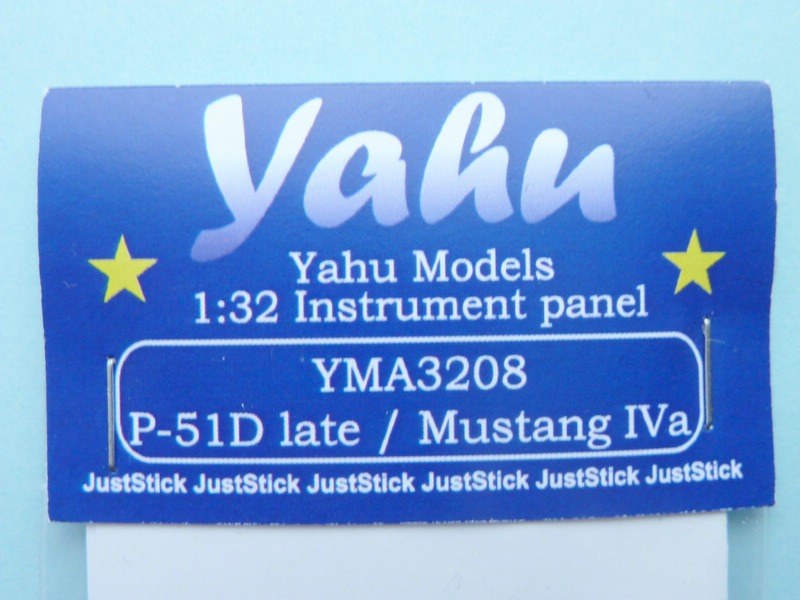 Yahu
Yahu Models
1:32 Instrument panel
YMA3208
P-51D late / Mustang IVa
JustStick JustStick JustStick JustStick JustStick JustStick